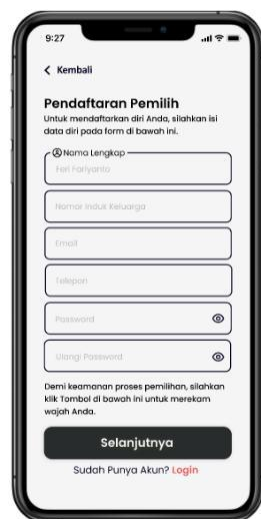 9:27
Kembali
Pendaftaran Pemilih
Untuk mendaftarkan diri Anda, silahkan isi
data diri pada form di bawah ini.
Nama Lengkap
Feri Fariyanto
Nomor Induk Keluarga
Email
Telepon
Password
Ulangi Password
Demi keamanan proses pemilihan, silahkan
klik Tombol di bawah ini untuk merekam
wajah Anda.
Selanjutnya
Sudah Punya Akun? Login